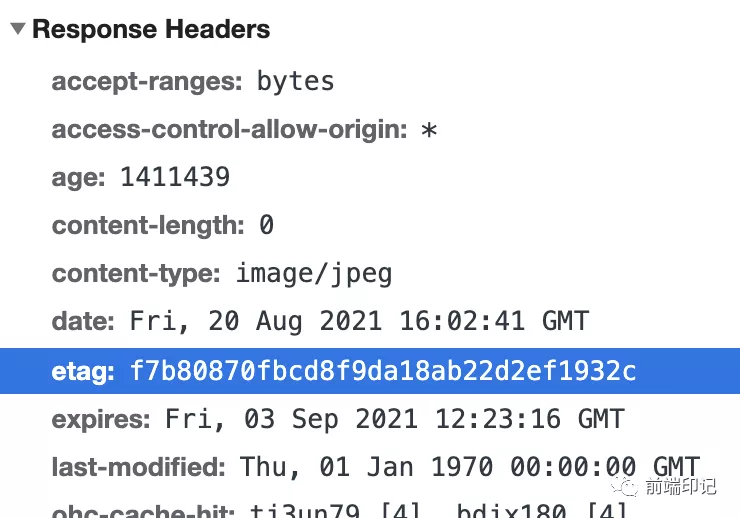 Response Headers
accept-ranges: bytes
access-control-allow-origin: *
age: 1411439
content-length: 0
content-type: image/jpeg
date: Fri, 20 Aug 2021 16:02:41 GMT
etag: f7b80870fbcd8f9da18ab22d2ef1932c
expires: Fri, 03 Sep 2021 12:23:16 GMT
last-modified: Thu, 01 Jan 1970 00:00:00 GMT
前端印记
ohc-cache-hit: [4], [4]